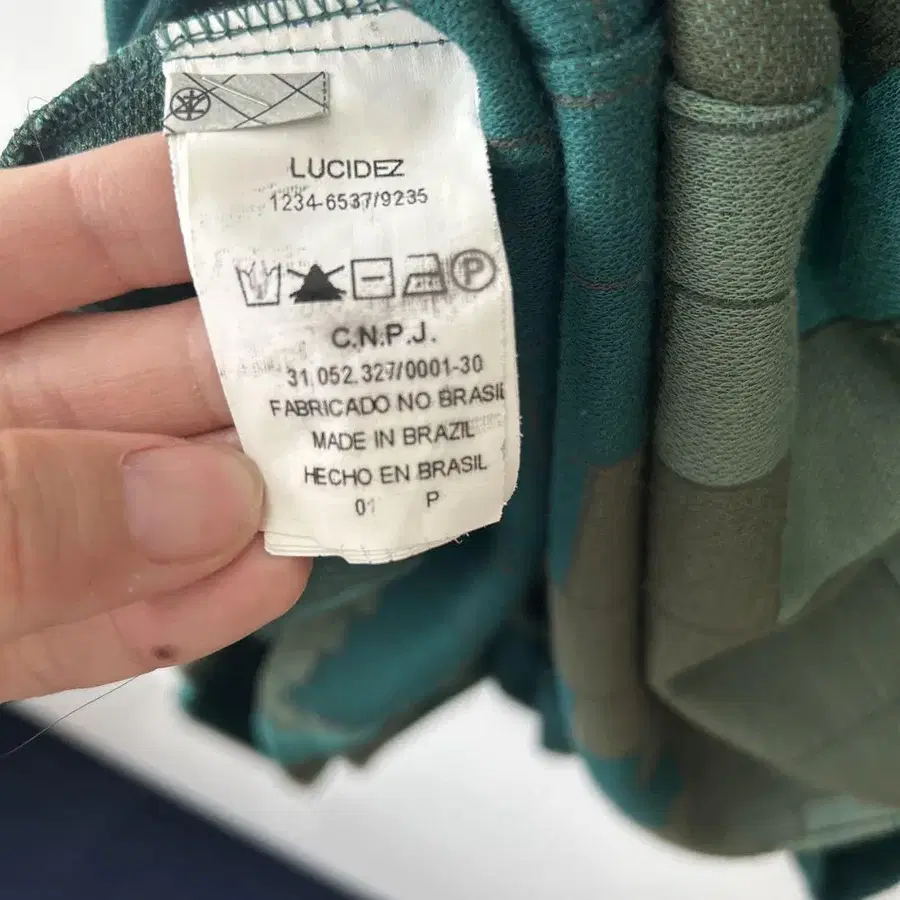 LUCIDEZ
1234-6537/9235
P
C.N.P.J.
31.052.327/0001-30
FABRICADO NO BRASIL
MADE IN BRAZIL
HECHO EN BRASIL
01 P